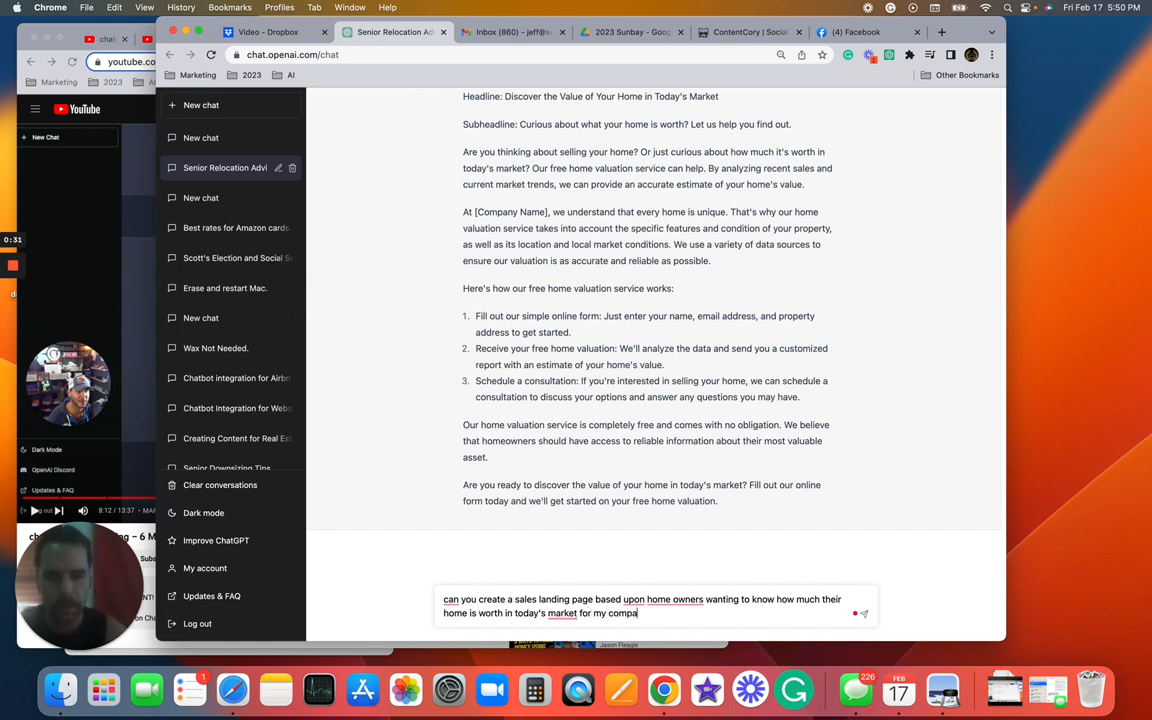 Chrome File Edit View History Bookmarks Profiles Tab Window Help
Fri Feb 17 5:50 PM
Video - Dropbox
Senior Relocation Ad
Inbox (860) - jeff@s
2023 Sunbay - Goog
ContentCory | Social
(4) Facebook
youtube.co
chat.openai.com/chat
Marketing 2023
Marketing 2023 AI
Other Bookmarks
YouTube
New Chat
New chat
New chat
Senior Relocation Advi
New chat
Best rates for Amazon cards.
Scott's Election and Social S
Erase and restart Mac.
New chat
Wax Not Needed.
Chatbot integration for Airbn
Chatbot Integration for Webs
Creating Content for Real Est
Senior Downsizing Tips
Clear conversations
Dark mode
Improve ChatGPT
My account
Updates & FAQ
Log out
0:31
Dark Mode
OpenAI Discord
Updates & FAQ
8:12 / 13:37
Headline: Discover the Value of Your Home in Today's Market
Subheadline: Curious about what your home is worth? Let us help you find out.
Are you thinking about selling your home? Or just curious about how much it's worth in
today's market? Our free home valuation service can help. By analyzing recent sales and
current market trends, we can provide an accurate estimate of your home's value.
At [Company Name], we understand that every home is unique. That's why our home
valuation service takes into account the specific features and condition of your property,
as well as its location and local market conditions. We use a variety of data sources to
ensure our valuation is as accurate and reliable as possible.
Here's how our free home valuation service works:
1. Fill out our simple online form: Just enter your name, email address, and property
address to get started.
2. Receive your free home valuation: We'll analyze the data and send you a customized
report with an estimate of your home's value.
3. Schedule a consultation: If you're interested in selling your home, we can schedule a
consultation to discuss your options and answer any questions you may have.
Our home valuation service is completely free and comes with no obligation. We believe
that homeowners should have access to reliable information about their most valuable
asset.
Are you ready to discover the value of your home in today's market? Fill out our online
form today and we'll get started on your free home valuation.
can you create a sales landing page based upon home owners wanting to know how much their
home is worth in today's market for my compa
Jason Fleagle
1
226
FEB
17